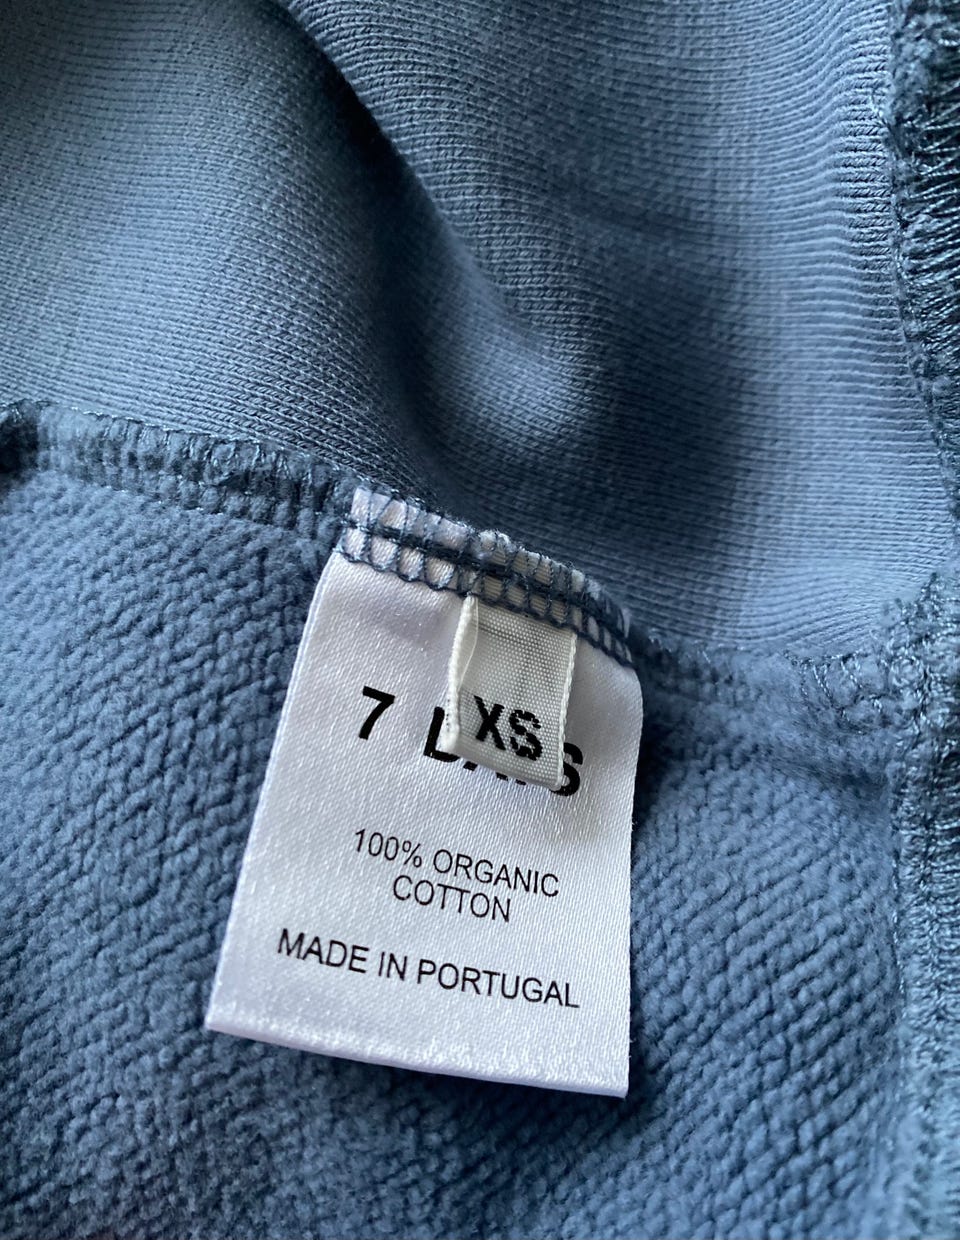 XS
7
100% ORGANIC
COTTON
MADE IN PORTUGAL